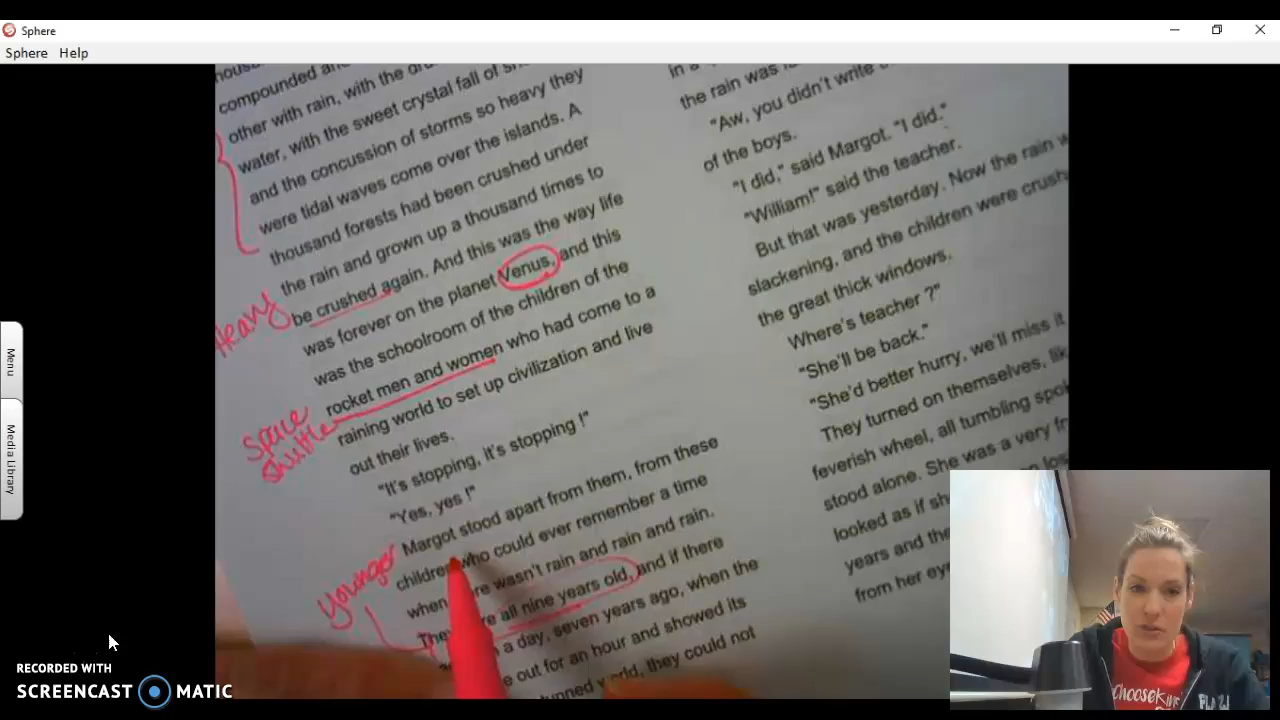 Sphere
Sphere Help
compounded and
other with rain, with the
water, with the sweet crystal fall of
and the concussion of storms so heavy they
were tidal waves come over the islands. A
thousand forests had been crushed under
the rain and grown up a thousand times to
be crushed again. And this was the way life
was forever on the planet Venus, and this
was the schoolroom of the children of the
rocket men and women who had come to a
raining world to set up civilization and live
out their lives.
"It's stopping, it's stopping !"
"Yes, yes !"
Margot stood apart from them, from these
children who could ever remember a time
when wasn't rain and rain and rain.
all nine years old, and if there
a day, seven years ago, when the
out for an hour and showed its
they could not
Heavy
Space
Shuttle
Younger
In a
the rain was
"Aw, you didn't write
of the boys.
"I did," said Margot. "I did."
"William!" said the teacher.
But that was yesterday. Now the rain
slackening, and the children were
the great thick windows.
Where's teacher ?"
"She'll be back."
"She'd better hurry, we'll miss it
They turned on themselves,
feverish wheel, all tumbling
stood alone. She was a very
looked as if
years and the
from her
Menu
Media Library
RECORDED WITH
SCREENCAST MATIC